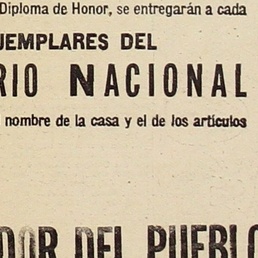 Diploma de Honor, se entregarán a cada
JEMPLARES DEL
RIO NACIONAL
nombre de la casa y el de los artículos
DOR DEL PUEBLO